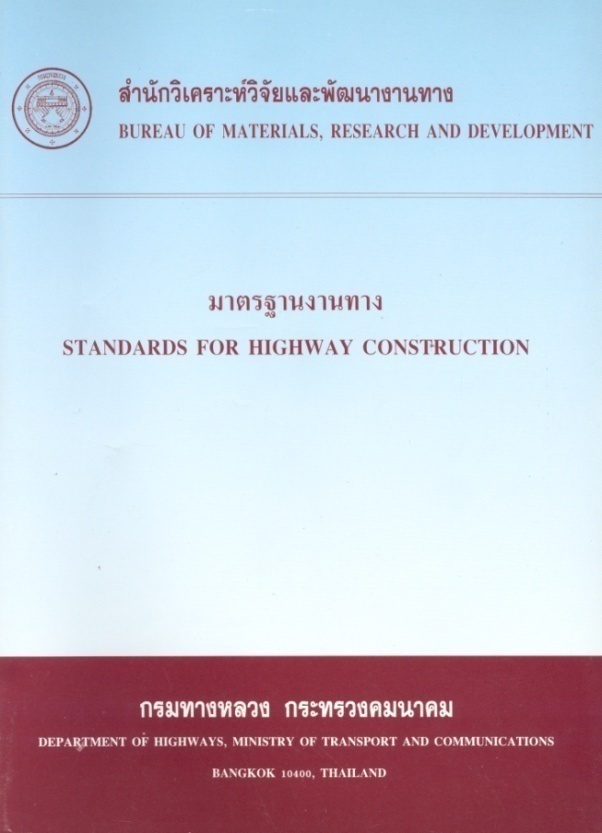 สำนักวิเคราะห์วิจัยและพัฒนางานทาง
BUREAU OF MATERIALS, RESEARCH AND DEVELOPMENT
มาตรฐานงานทาง
STANDARDS FOR HIGHWAY CONSTRUCTION
กรมทางหลวง กระทรวงคมนาคม
DEPARTMENT OF HIGHWAYS, MINISTRY OF TRANSPORT AND COMMUNICATIONS
BANGKOK 10400, THAILAND